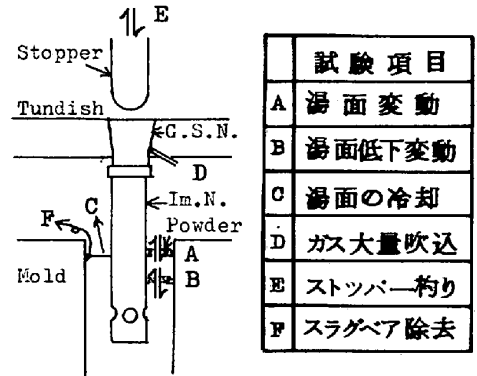 E
Stopper
Tundish
C.S.N.
D
Im.N.
F
C
Powder
A
Mold
B
試験項目
A 湯面変動
B 湯面低下変動
C 湯面の冷却
D ガス大量吹込
E ストッパー杓り
F スラグベア除去